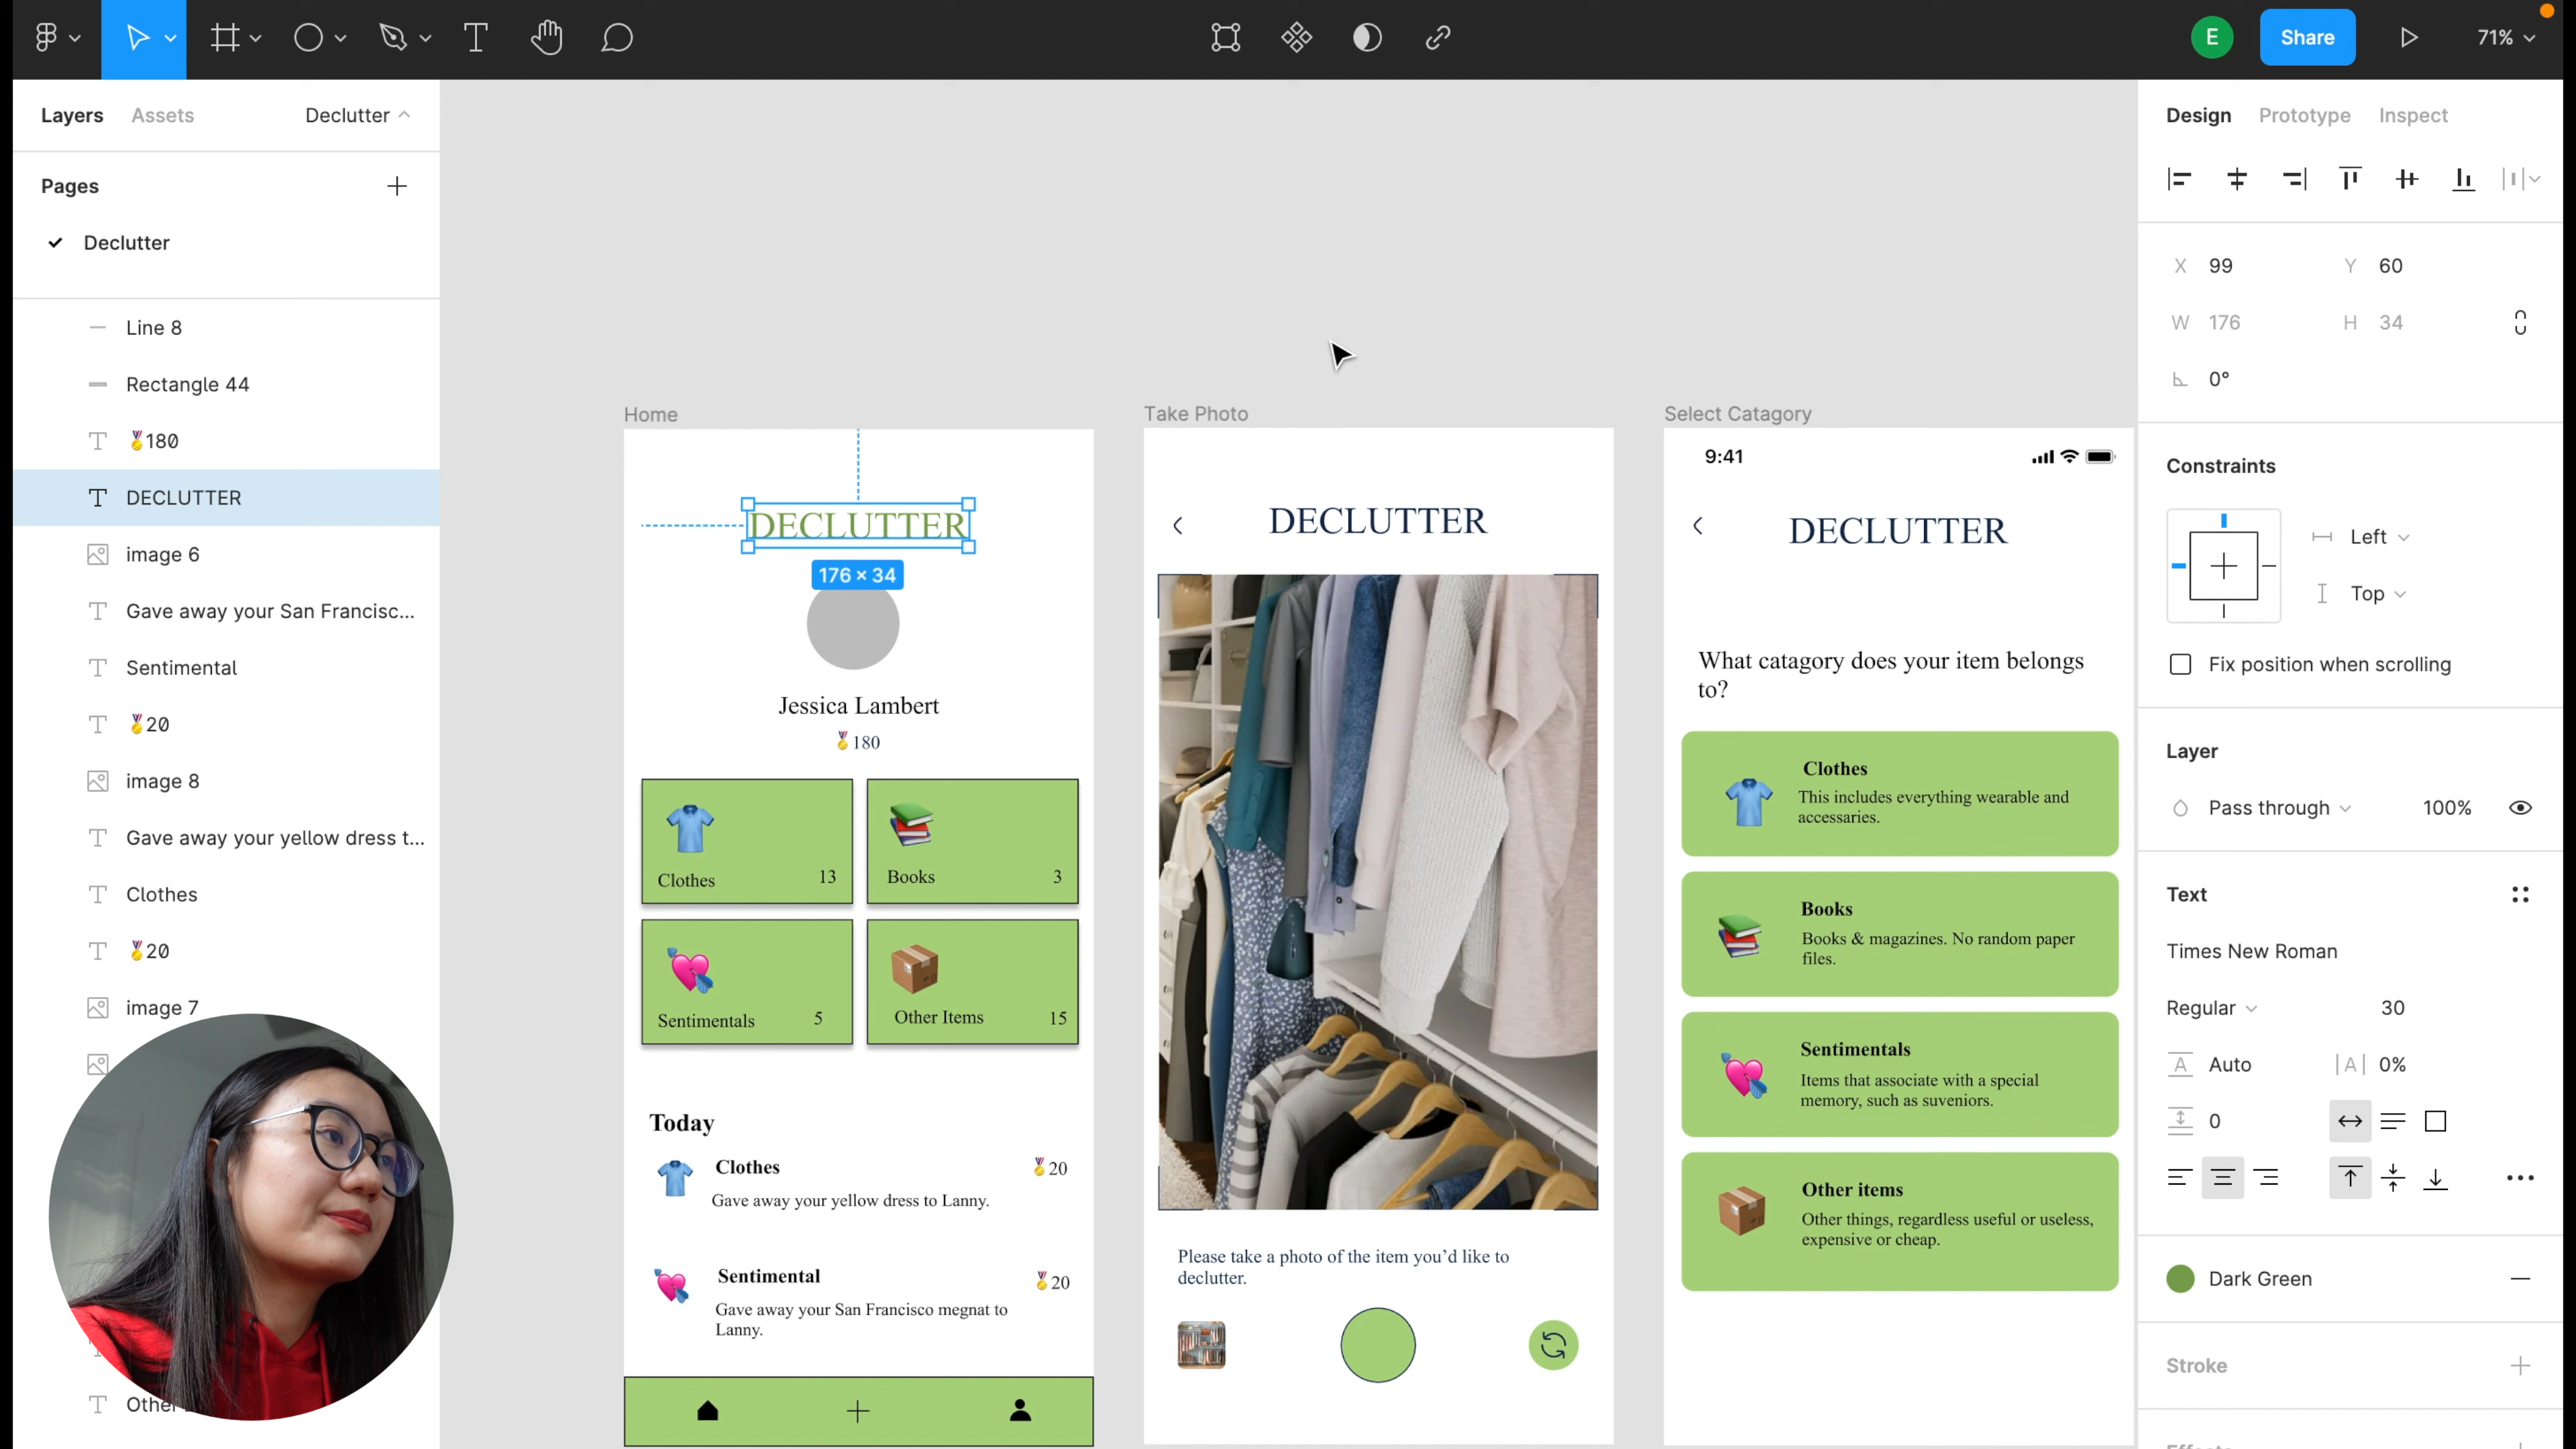 E
Share
71%
Layers
Assets
Declutter
Pages
Declutter
Line 8
Rectangle 44
🏅180
DECLUTTER
image 6
Gave away your San Francisc...
Sentimental
🏅20
image 8
Gave away your yellow dress t...
Clothes
🏅20
image 7
Other
Home
DECLUTTER
176 × 34
Jessica Lambert
🏅180
Clothes
13
Books
3
Sentimentals
5
Other Items
15
Today
Clothes
🏅20
Gave away your yellow dress to Lanny.
Sentimental
🏅20
Gave away your San Francisco megnat to
Lanny.
Take Photo
DECLUTTER
Please take a photo of the item you’d like to
declutter.
Select Catagory
9:41
DECLUTTER
What catagory does your item belongs
to?
Clothes
This includes everything wearable and
accessaries.
Books
Books & magazines. No random paper
files.
Sentimentals
Items that associate with a special
memory, such as suveniors.
Other items
Other things, regardless useful or useless,
expensive or cheap.
Design
Prototype
Inspect
X 99
Y 60
W 176
H 34
0°
Constraints
Left
Top
Fix position when scrolling
Layer
Pass through
100%
Text
Times New Roman
Regular
30
Auto
|A| 0%
0
Dark Green
Stroke
Effects